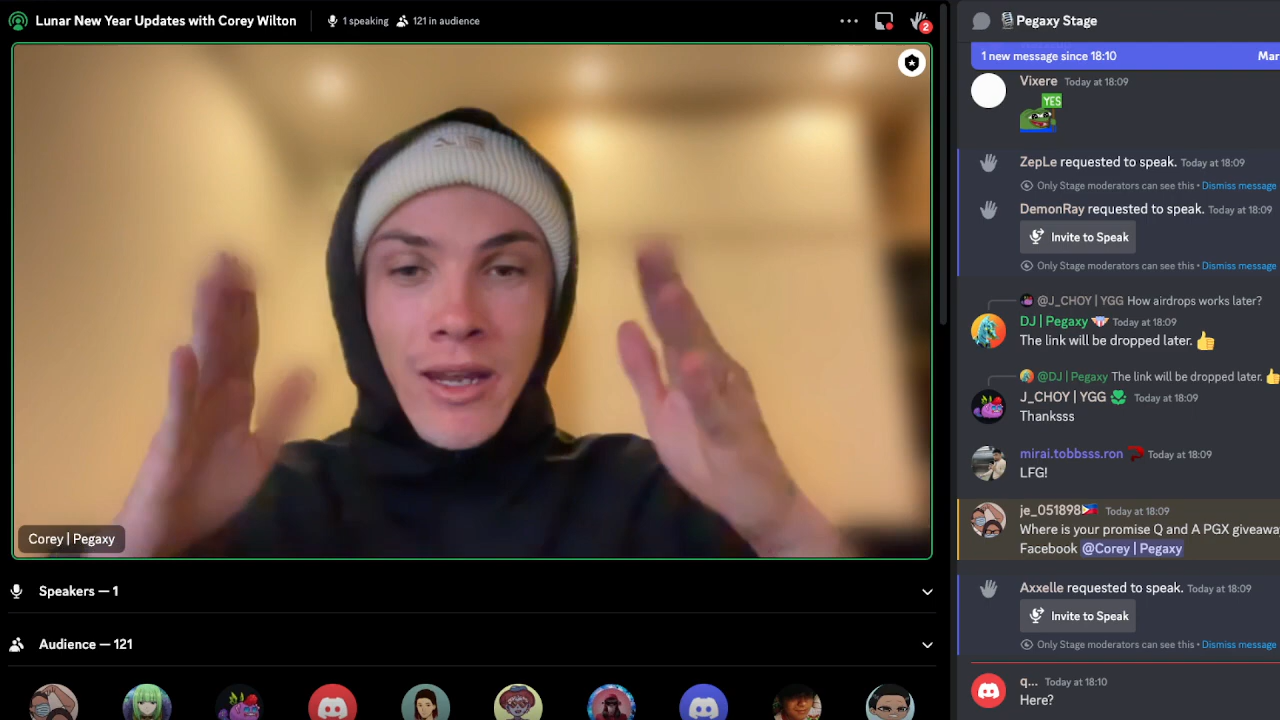 Lunar New Year Updates with Corey Wilton
1 speaking
121 in audience
2
Corey | Pegaxy
Speakers — 1
Audience — 121
Pegaxy Stage
1 new message since 18:10
Mar
Vixere Today at 18:09
YES
ZepLe requested to speak. Today at 18:09
Only Stage moderators can see this • Dismiss message
DemonRay requested to speak. Today at 18:09
Invite to Speak
Only Stage moderators can see this • Dismiss message
@J_CHOY | YGG How airdrops works later?
DJ | Pegaxy Today at 18:09
The link will be dropped later. 👍
@DJ | Pegaxy The link will be dropped later. 👍
J_CHOY | YGG Today at 18:09
Thanksss
mirai.tobbsss.ron Today at 18:09
LFG!
je_051898🇵🇭 Today at 18:09
Where is your promise Q and A PGX giveawa
Facebook @Corey | Pegaxy
Axxelle requested to speak. Today at 18:09
Invite to Speak
Only Stage moderators can see this • Dismiss message
q... Today at 18:10
Here?